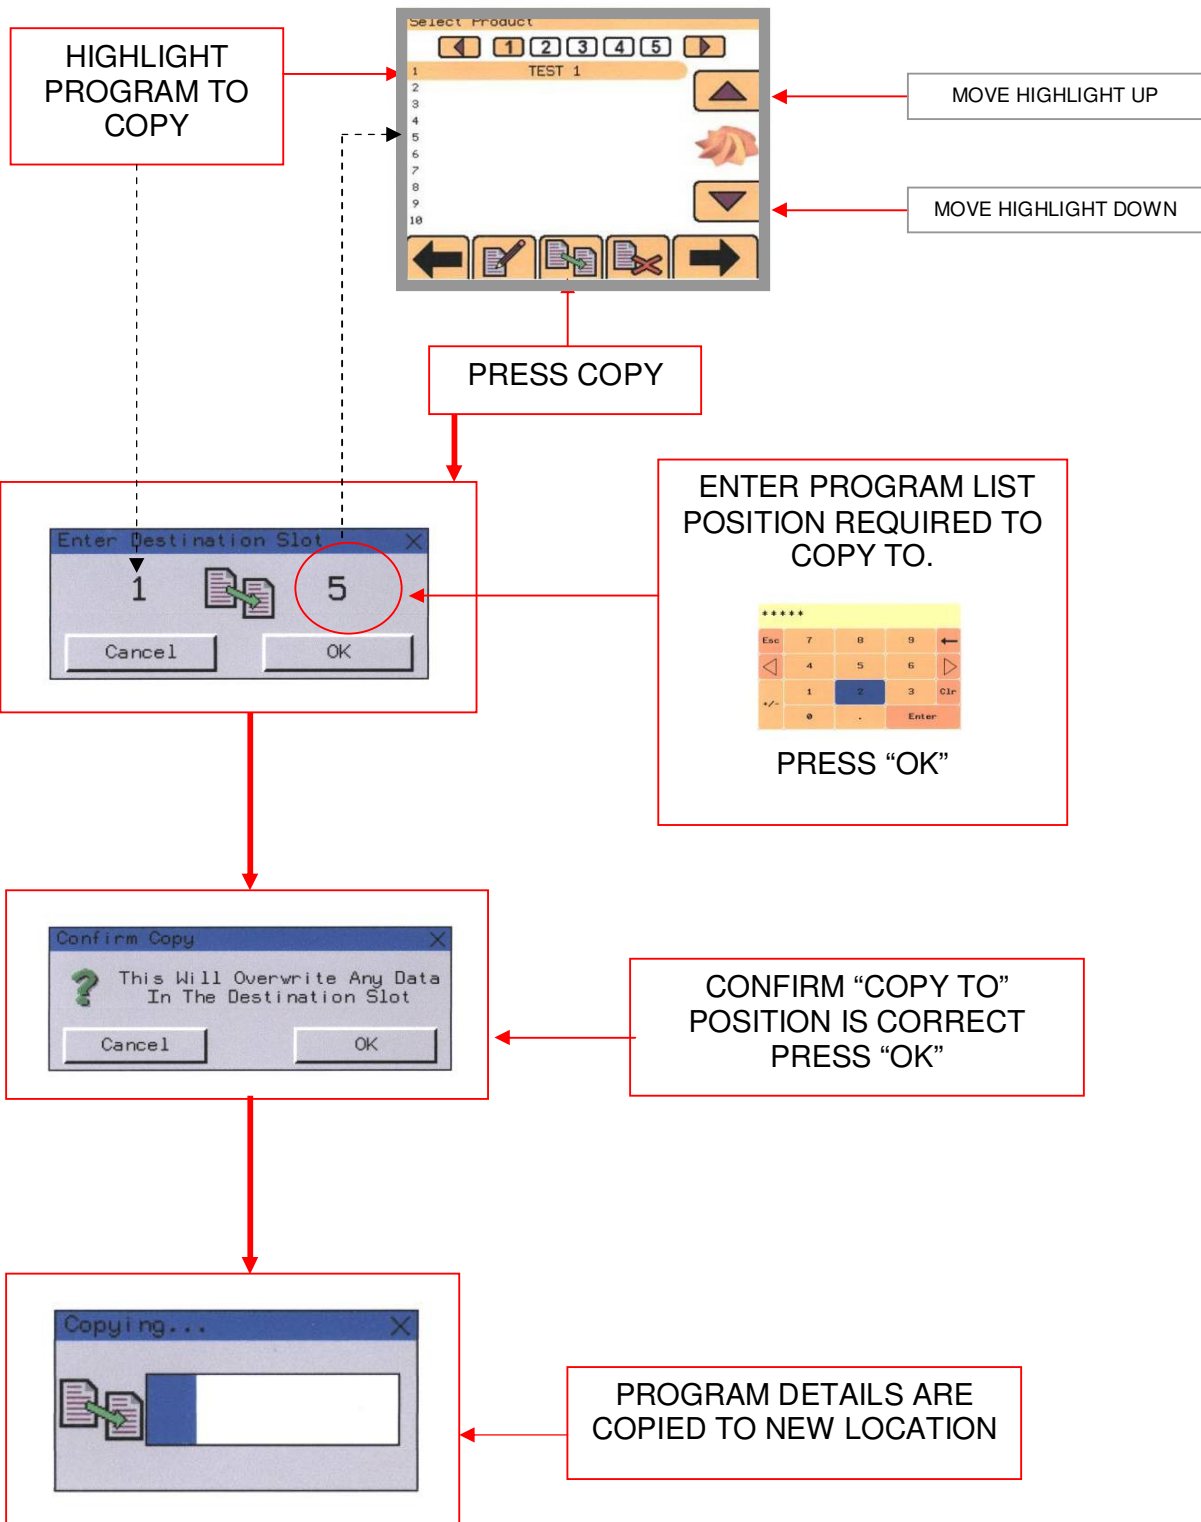 Select Product
1 2 3 4 5
1 TEST 1
2
3
4
5
6
7
8
9
10
HIGHLIGHT
PROGRAM TO
COPY
MOVE HIGHLIGHT UP
MOVE HIGHLIGHT DOWN
PRESS COPY
Enter Destination Slot
1 5
Cancel OK
ENTER PROGRAM LIST
POSITION REQUIRED TO
COPY TO.
*****
Esc 7 8 9
4 5 6
+/- 1 2 3 Clr
0 . Enter
PRESS “OK”
Confirm Copy
? This Will Overwrite Any Data
In The Destination Slot
Cancel OK
CONFIRM “COPY TO”
POSITION IS CORRECT
PRESS “OK”
Copying...
PROGRAM DETAILS ARE
COPIED TO NEW LOCATION